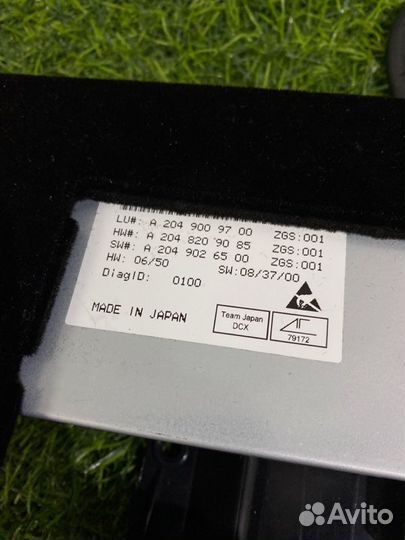 LU#: A 204 900 97 00 ZGS:001
HW#: A 204 820 90 85 ZGS:001
SW#: A 204 902 65 00 ZGS:001
HW: 06/50 SW:08/37/00
DiagID: 0100
MADE IN JAPAN
Team Japan
DCX
79172
Avito